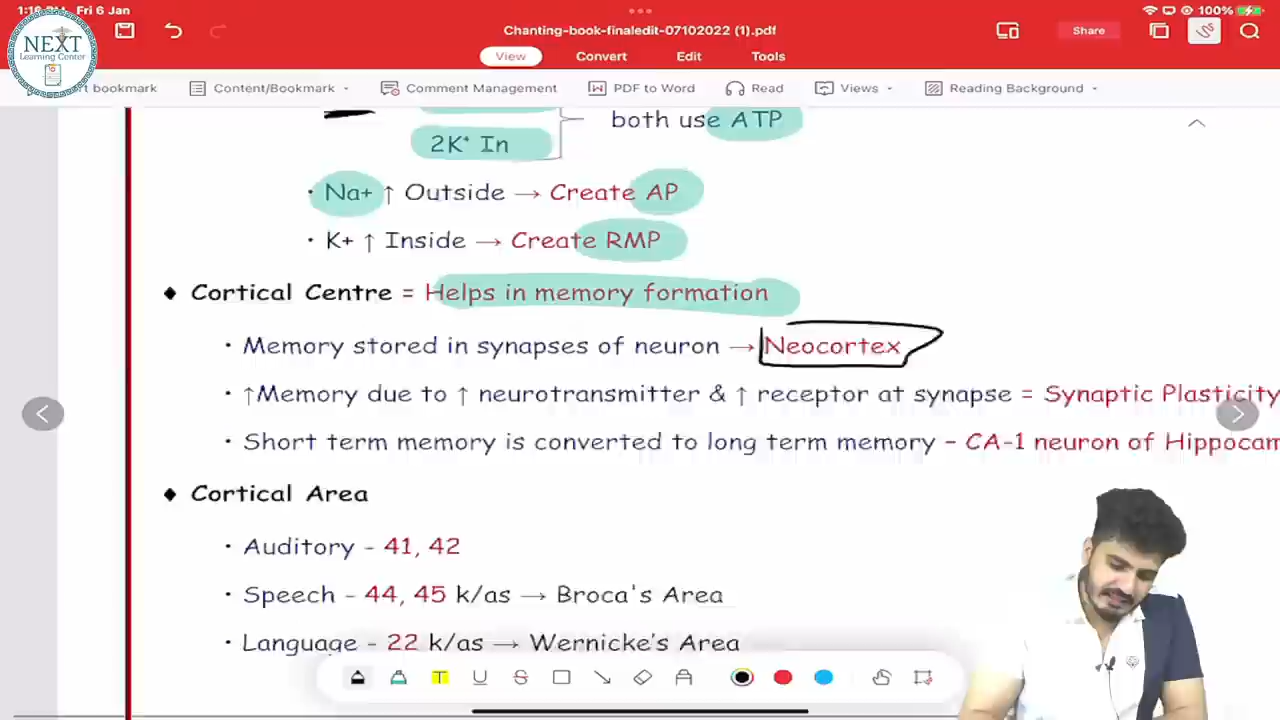 1:18 Fri 6 Jan
100%
NEXT
Learning Center
Chanting-book-finaledit-07102022 (1).pdf
Share
View
Convert
Edit
Tools
bookmark
Content/Bookmark
Comment Management
PDF to Word
Read
Views
Reading Background
2K+ In
both use ATP
• Na+ ↑ Outside → Create AP
• K+ ↑ Inside → Create RMP
◆ Cortical Centre = Helps in memory formation
• Memory stored in synapses of neuron → Neocortex
• ↑Memory due to ↑ neurotransmitter & ↑ receptor at synapse = Synaptic Plasticity
• Short term memory is converted to long term memory – CA-1 neuron of Hippocam
◆ Cortical Area
• Auditory - 41, 42
• Speech - 44, 45 k/as → Broca's Area
• Language - 22 k/as → Wernicke's Area